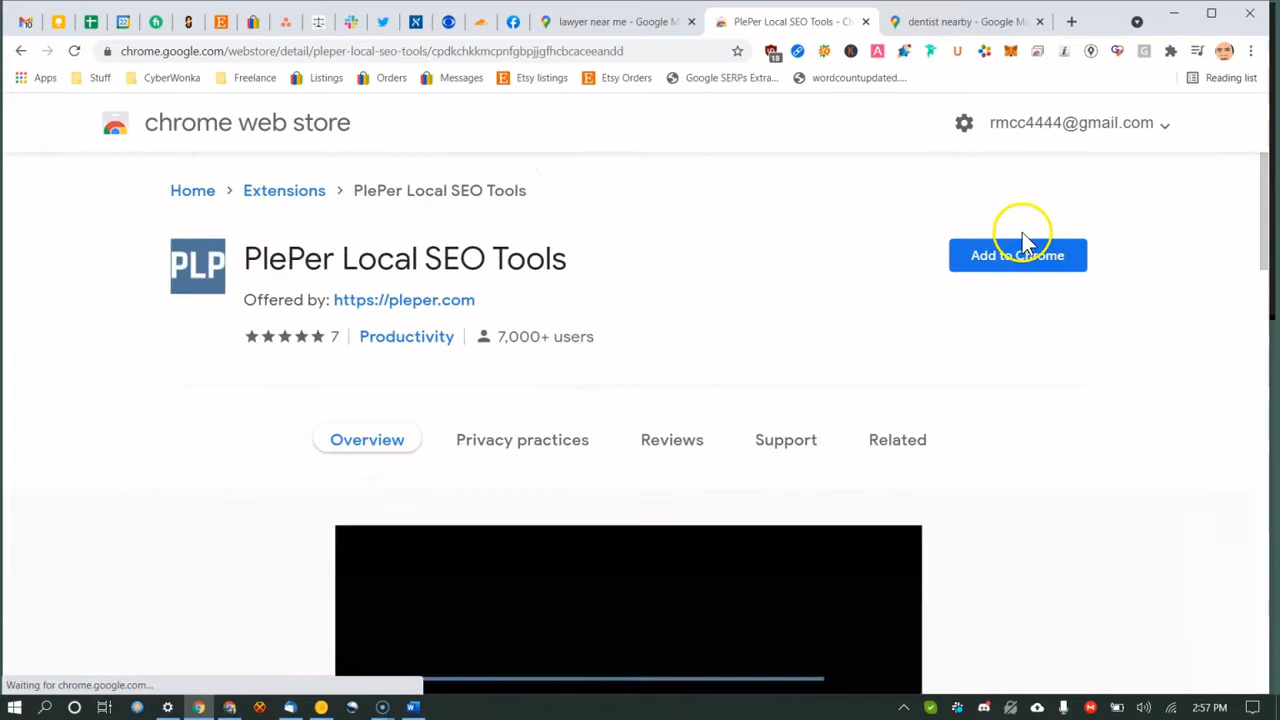 lawyer near me - Google M
PlePer Local SEO Tools - Ch
dentist nearby - Google Ma
chrome.google.com/webstore/detail/pleper-local-seo-tools/cpdkchkkmcpnfgbpjjgfhcbcaceeandd
18
Apps
Stuff
CyberWonka
Freelance
Listings
Orders
Messages
Etsy listings
Etsy Orders
Google SERPs Extra...
wordcountupdated....
Reading list
chrome web store
rmcc4444@gmail.com
Home > Extensions > PlePer Local SEO Tools
PLP
PlePer Local SEO Tools
Add to Chrome
Offered by: https://pleper.com
7
Productivity
7,000+ users
Overview
Privacy practices
Reviews
Support
Related
Waiting for chrome.google.com...
2:57 PM